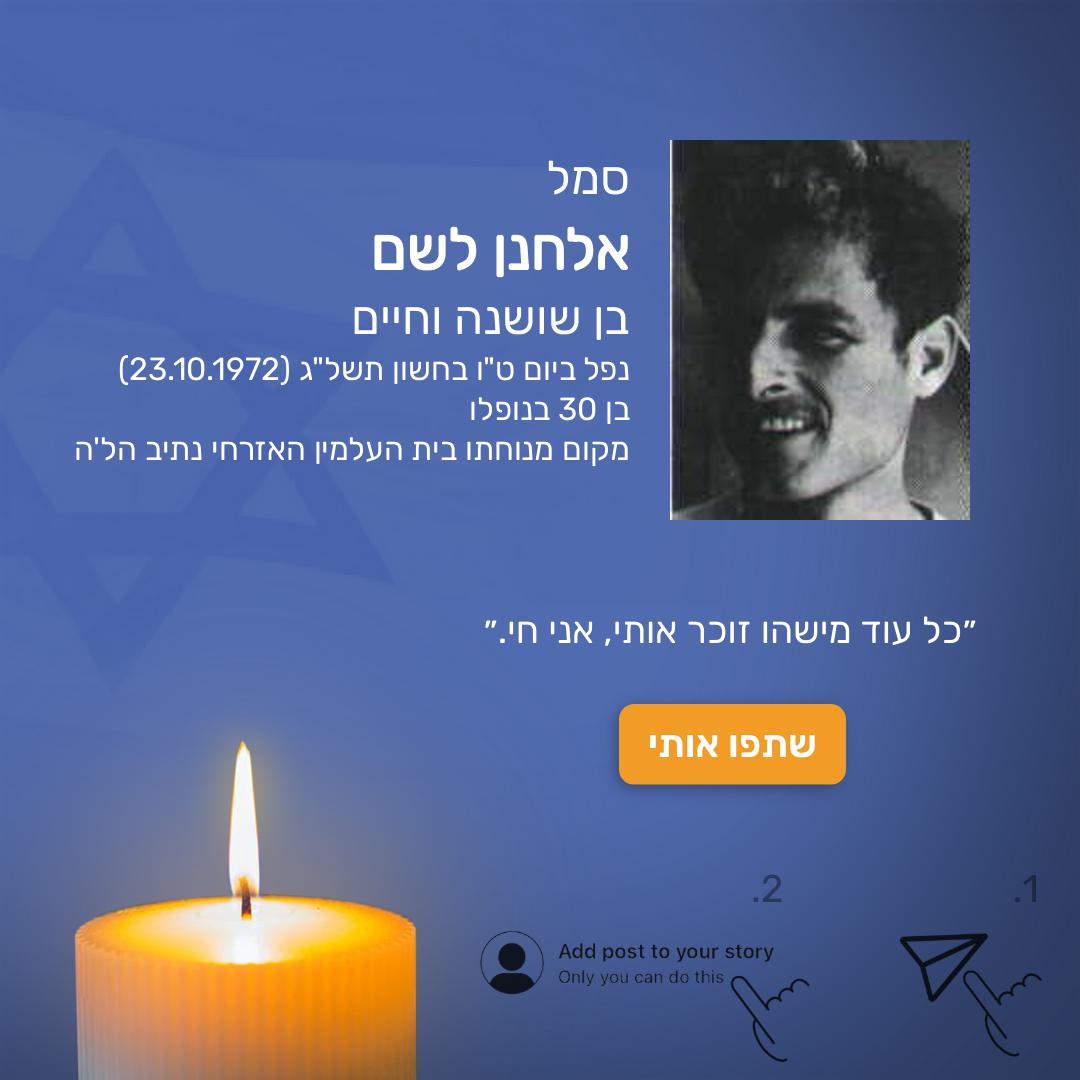 סמל
אלחנן לשם
בן שושנה וחיים
נפל ביום ט"ו בחשון תשל"ג (23.10.1972)
בן 30 בנופלו
מקום מנוחתו בית העלמין האזרחי נתיב הל'ה
״כל עוד מישהו זוכר אותי, אני חי.״
שתפו אותי
.1
.2
Add post to your story
Only you can do this